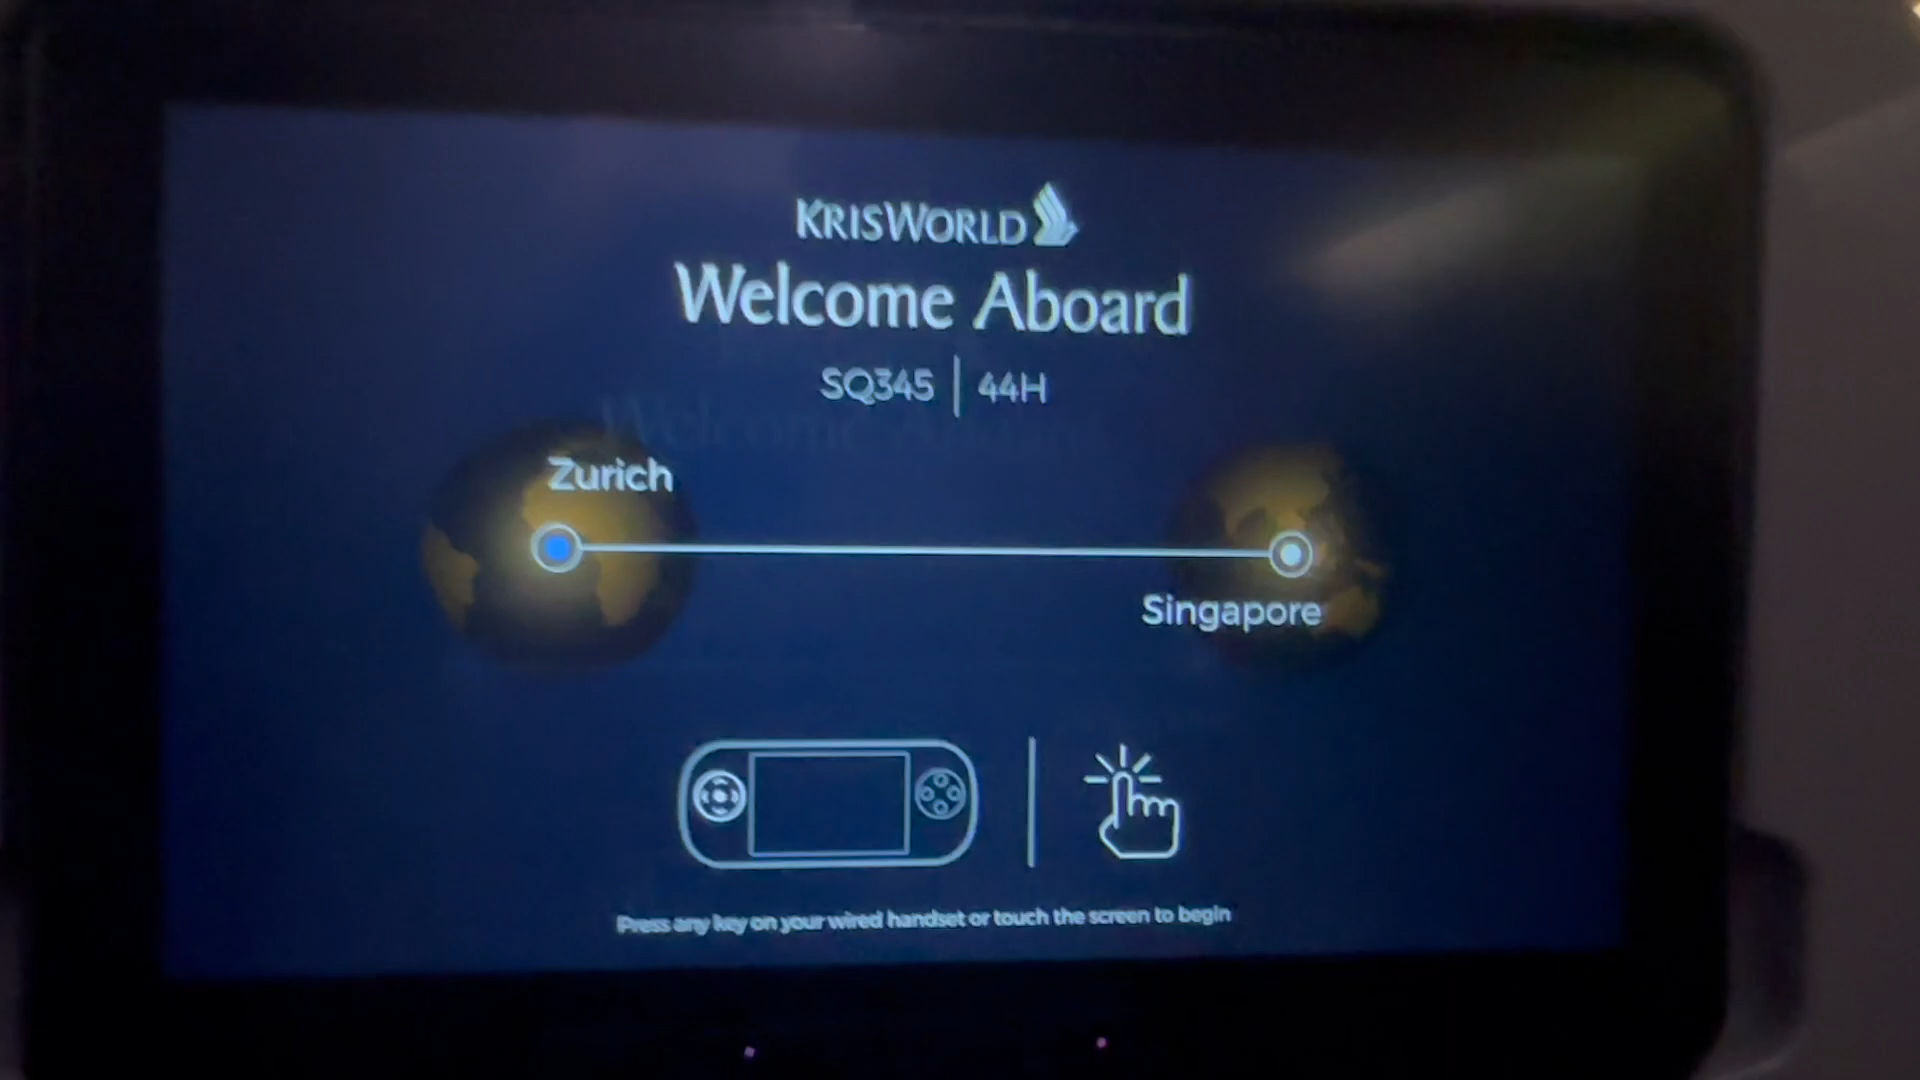 KRISWORLD
Welcome Aboard
SQ345 | 44H
Zurich
Singapore
Press any key on your wired handset or touch the screen to begin